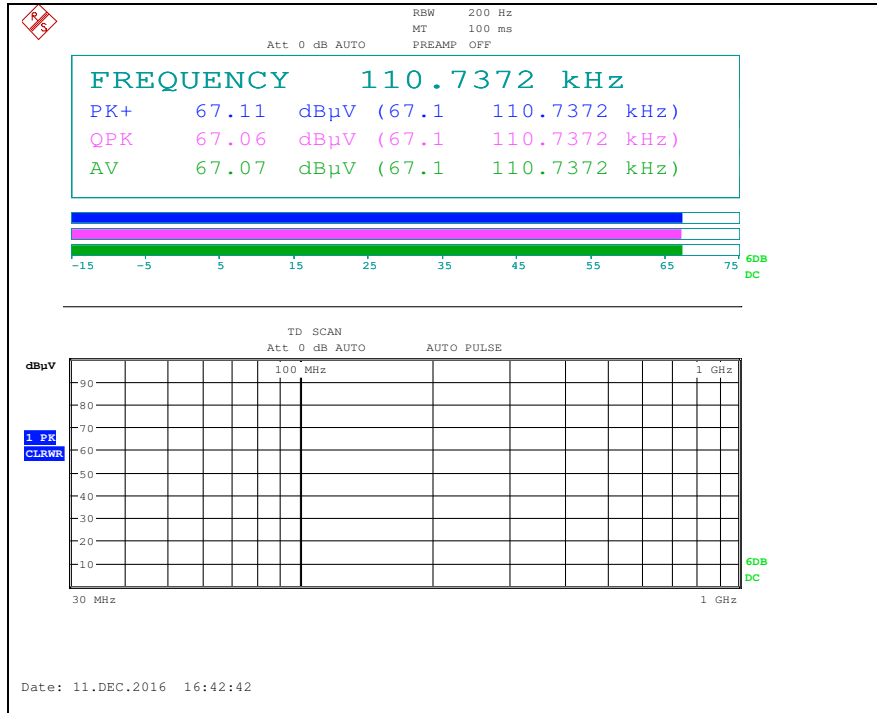 R S
RBW 200 Hz
MT 100 ms
Att 0 dB AUTO PREAMP OFF
FREQUENCY 110.7372 kHz
PK+ 67.11 dBµV (67.1 110.7372 kHz)
QPK 67.06 dBµV (67.1 110.7372 kHz)
AV 67.07 dBµV (67.1 110.7372 kHz)
-15 -5 5 15 25 35 45 55 65 75
6DB
DC
TD SCAN
Att 0 dB AUTO AUTO PULSE
dBµV
100 MHz 1 GHz
90
80
70
1 PK
CLRWR
60
50
40
30
20
10
6DB
DC
30 MHz 1 GHz
Date: 11.DEC.2016 16:42:42